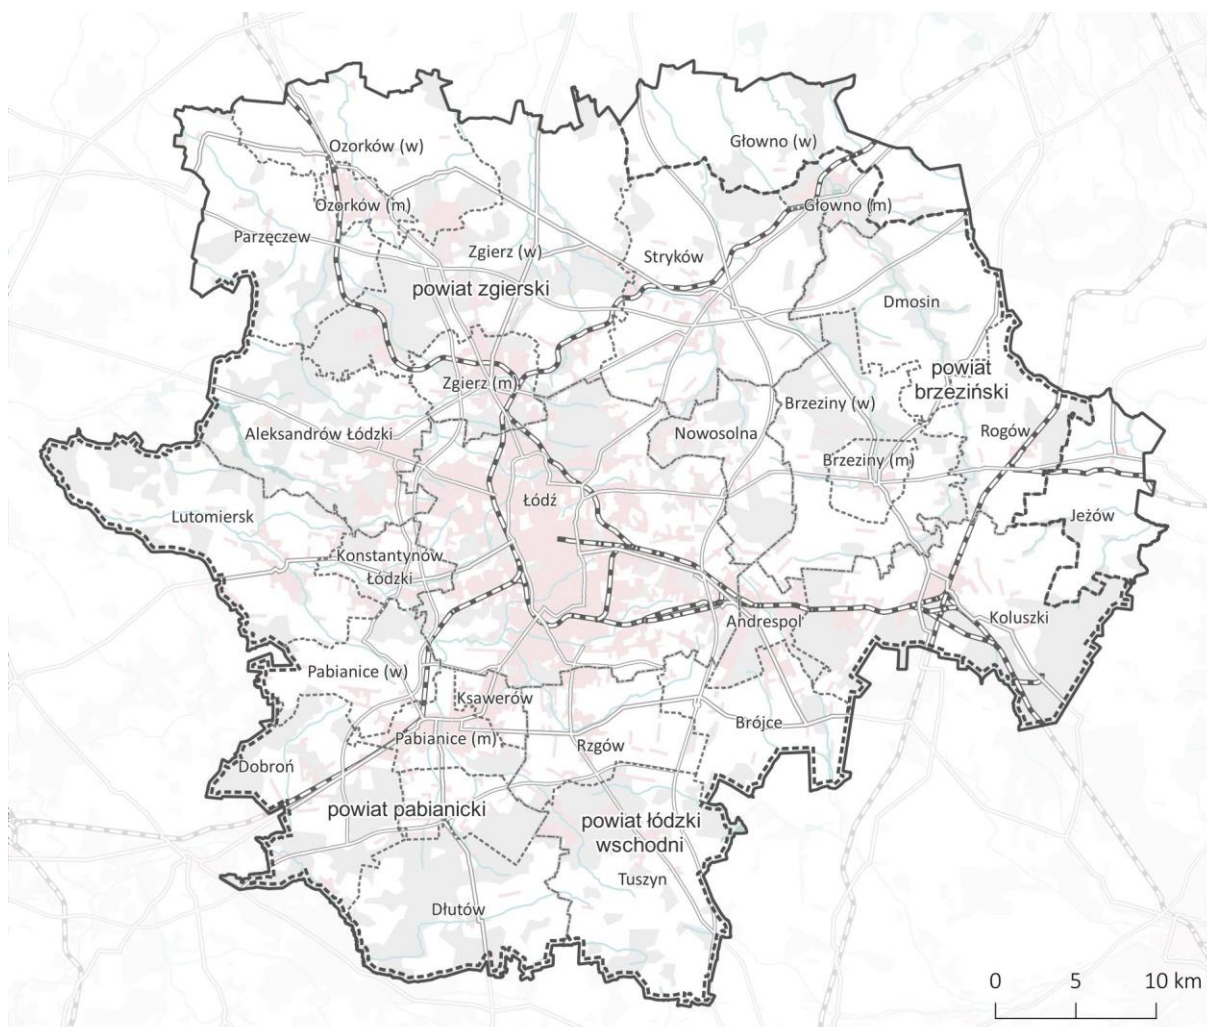 Ozorków (w)
Głowno (w)
Ozorków (m)
Głowno (m)
Parzęczew
Zgierz (w)
Stryków
powiat zgierski
Dmosin
powiat
brzeziński
Zgierz (m)
Brzeziny (w)
Aleksandrów Łódzki
Nowosolna
Rogów
Brzeziny (m)
Łódź
Lutomiersk
Jeżów
Konstantynów
Łódzki
Andrespol
Koluszki
Pabianice (w)
Ksawerów
Brójce
Pabianice (m)
Rzgów
Dobroń
powiat pabianicki
powiat łódzki
wschodni
Tuszyn
Dłutów
0 5 10 km